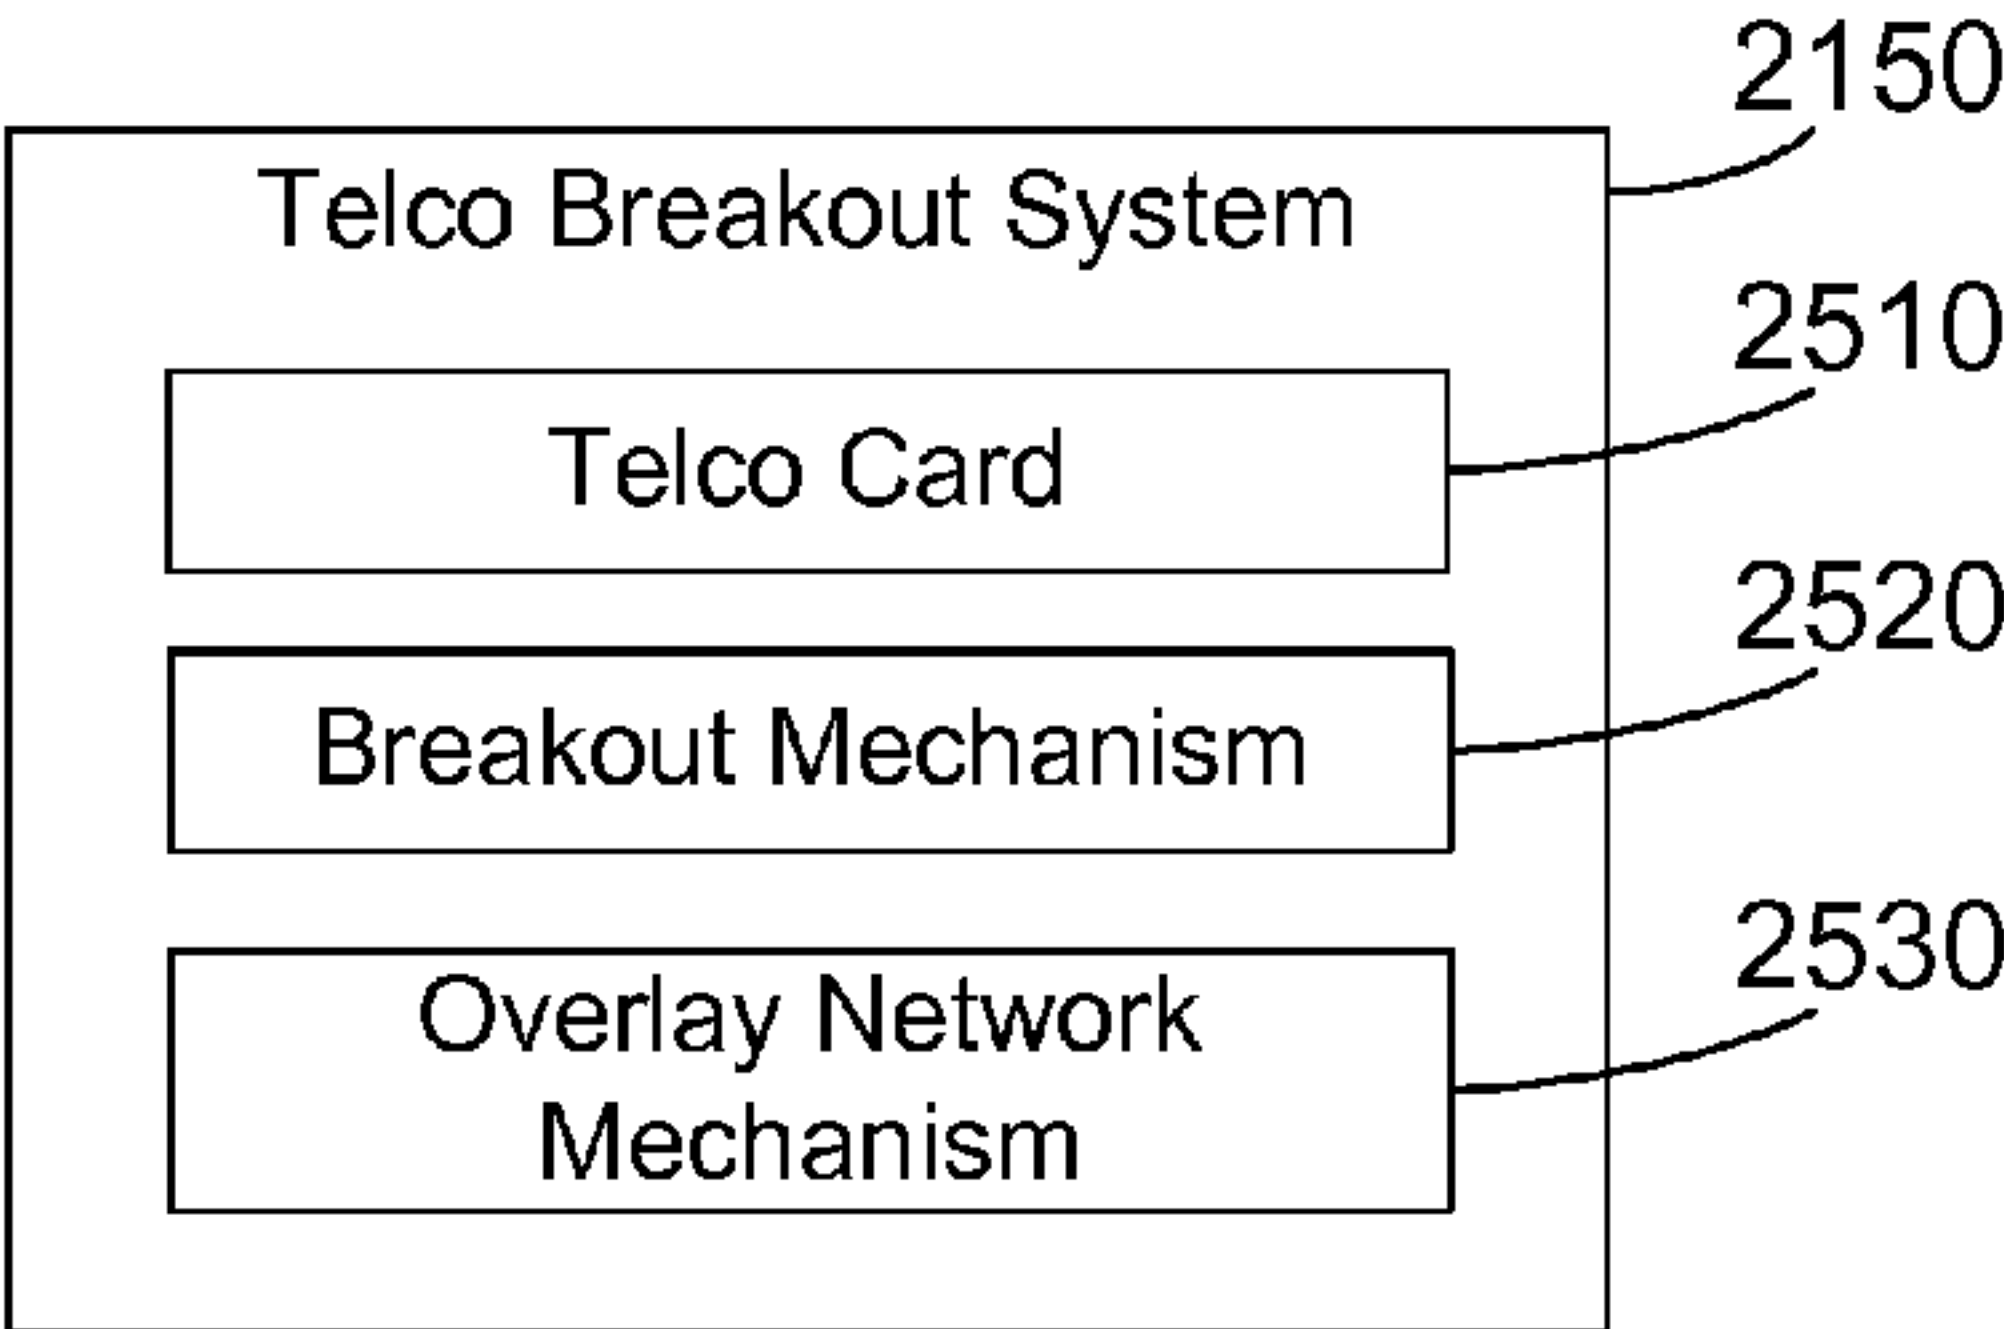 2150
Telco Breakout System
2510
Telco Card
2520
Breakout Mechanism
2530
Overlay Network
Mechanism